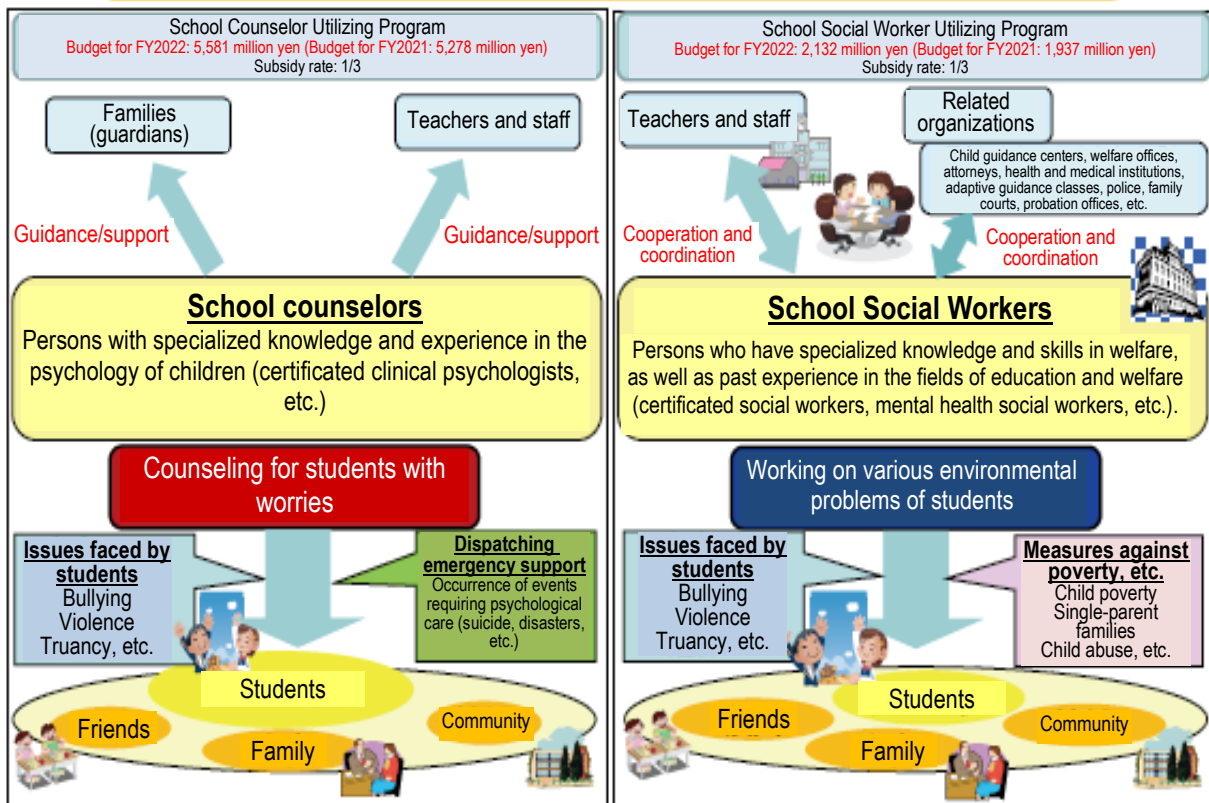 School Counselor Utilizing Program
Budget for FY2022: 5,581 million yen (Budget for FY2021: 5,278 million yen)
Subsidy rate: 1/3
Families
(guardians)
Teachers and staff
Guidance/support
Guidance/support
School counselors
Persons with specialized knowledge and experience in the
psychology of children (certificated clinical psychologists,
etc.)
Counseling for students with
worries
Issues faced by
students
Bullying
Violence
Truancy, etc.
Dispatching
emergency support
Occurrence of events
requiring psychological
care (suicide, disasters,
etc.)
Students
Friends
Community
Family
School Social Worker Utilizing Program
Budget for FY2022: 2,132 million yen (Budget for FY2021: 1,937 million yen)
Subsidy rate: 1/3
Teachers and staff
Related
organizations
Child guidance centers, welfare offices,
attorneys, health and medical institutions,
adaptive guidance classes, police, family
courts, probation offices, etc.
Cooperation and
coordination
Cooperation and
coordination
School Social Workers
Persons who have specialized knowledge and skills in welfare,
as well as past experience in the fields of education and welfare
(certificated social workers, mental health social workers, etc.).
Working on various environmental
problems of students
Issues faced by
students
Bullying
Violence
Truancy, etc.
Measures against
poverty, etc.
Child poverty
Single-parent
families
Child abuse, etc.
Students
Friends
Community
Family